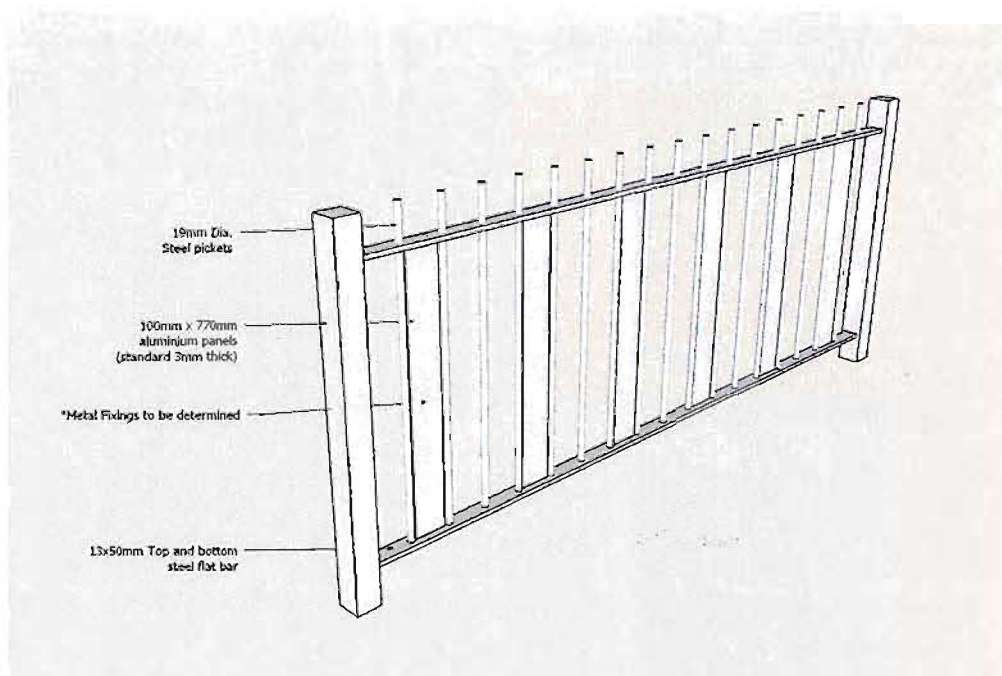 19mm Dia.
Steel pickets
100mm x 770mm
aluminium panels
(standard 3mm thick)
*Metal Fixings to be determined
13x50mm Top and bottom
steel flat bar